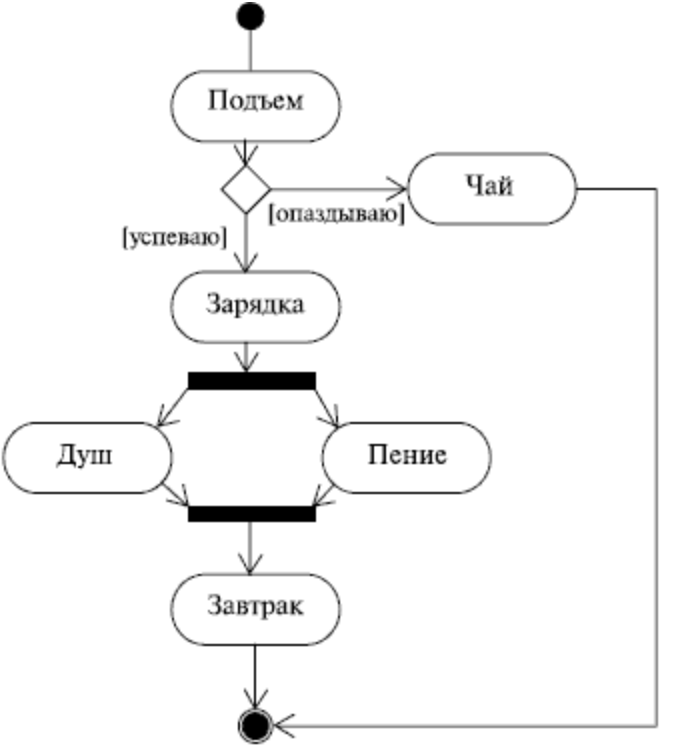 Подъем
Чай
[опаздываю]
[успеваю]
Зарядка
Душ
Пение
Завтрак